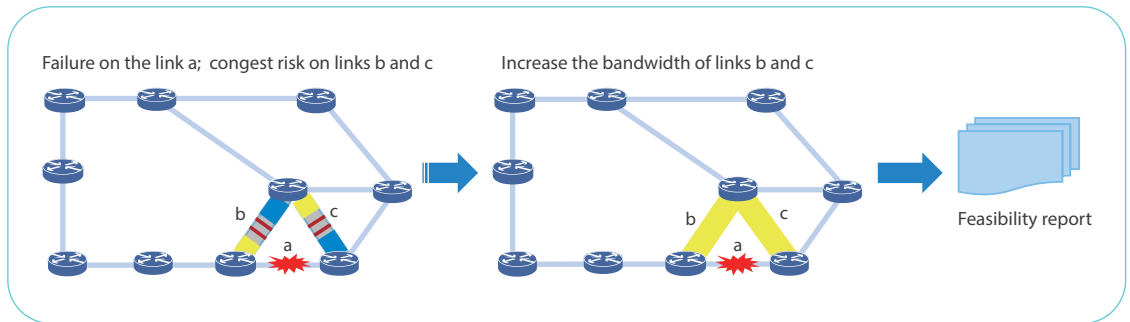 Failure on the link a; congest risk on links b and c
Increase the bandwidth of links b and c
b
c
a
b
c
a
Feasibility report